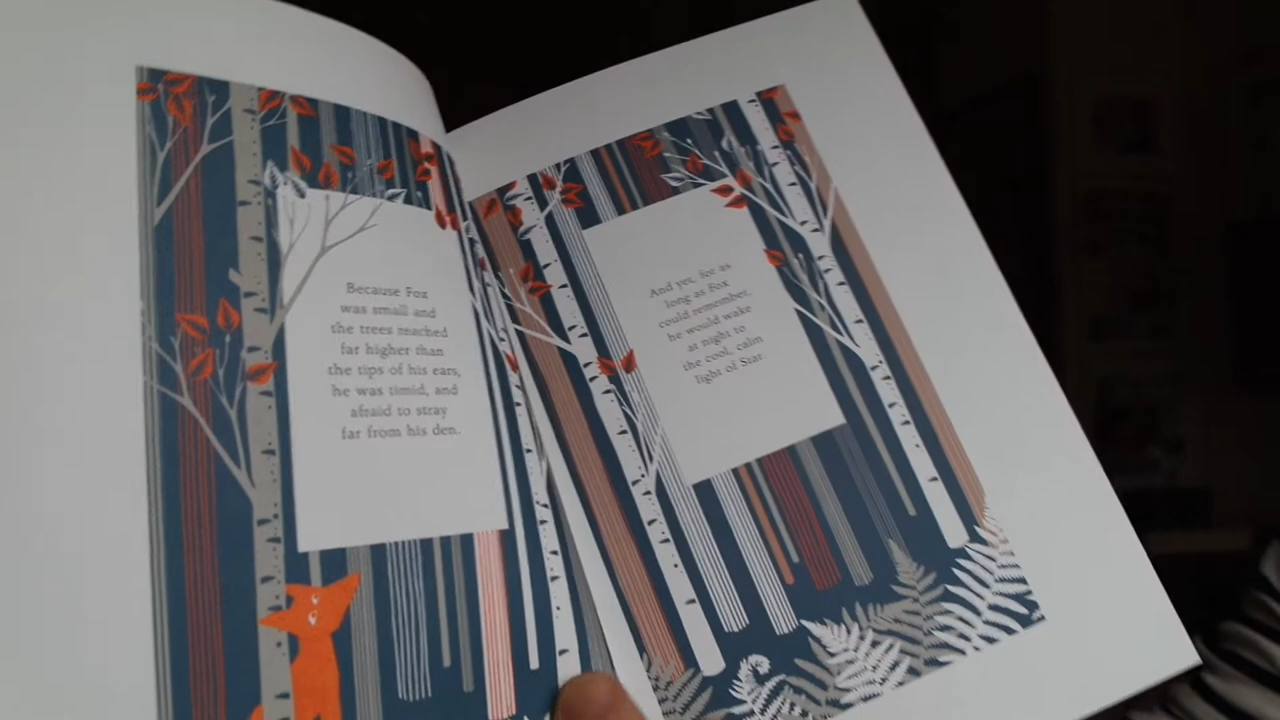 Because Fox
was small and
the trees reached
far higher than
the tips of his ears,
he was timid, and
afraid to stray
far from his den.
And yet, for as
long as Fox
could remember,
he would wake
at night to
the cool, calm
light of Star.